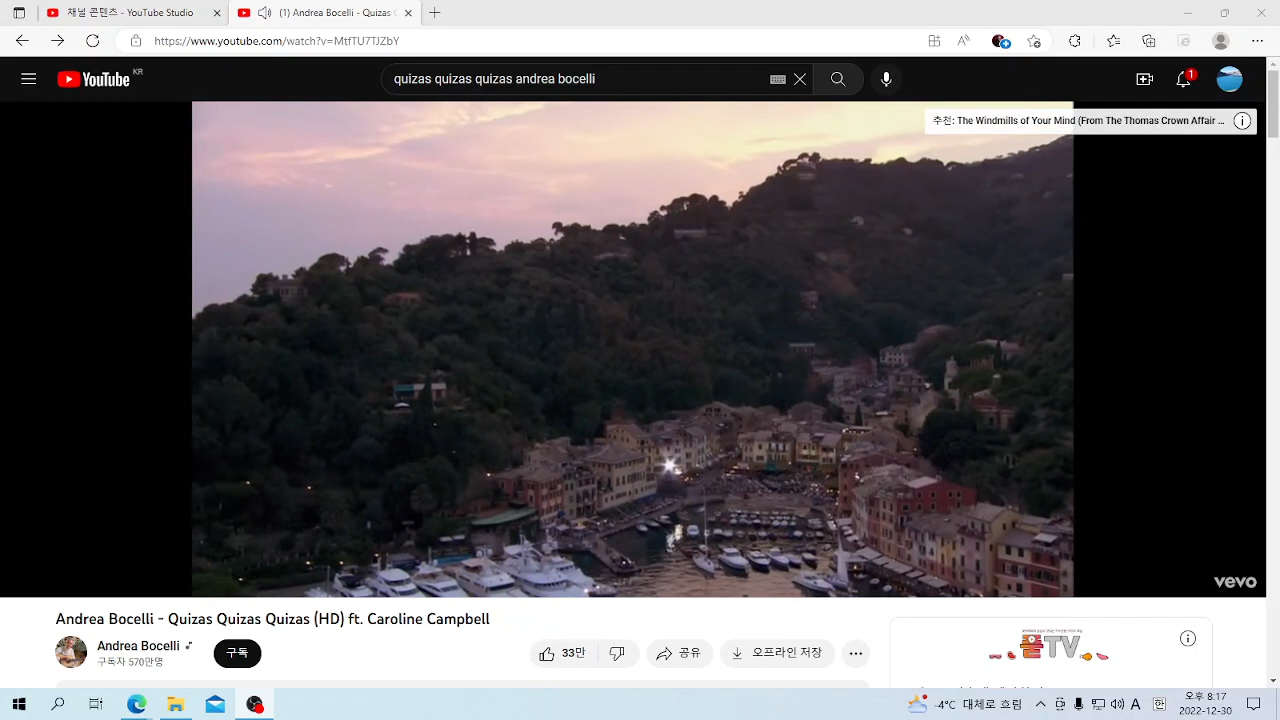 채널 콘텐츠 - YouTube Studio
(1) Andrea Bocelli - Quizas
https://www.youtube.com/watch?v=MtfTU7TJZbY
YouTube KR
quizas quizas quizas andrea bocelli
1
추천: The Windmills of Your Mind (From The Thomas Crown Affair ...
vevo
Andrea Bocelli - Quizas Quizas Quizas (HD) ft. Caroline Campbell
Andrea Bocelli
구독자 570만명
구독
33만
공유
오프라인 저장
TV
-4°C 대체로 흐림
A
오후 8:17
2022-12-30